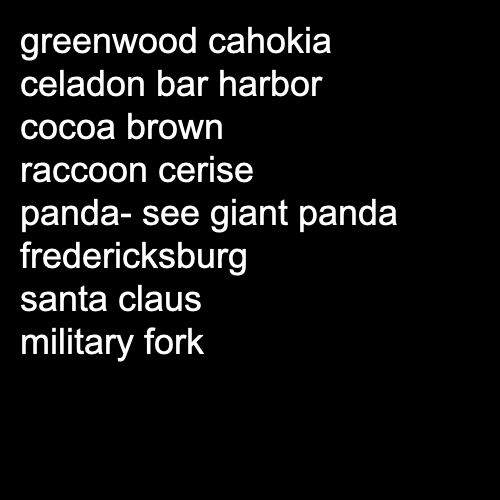 greenwood cahokia
celadon bar harbor
cocoa brown
raccoon cerise
panda- see giant panda
fredericksburg
santa claus
military fork